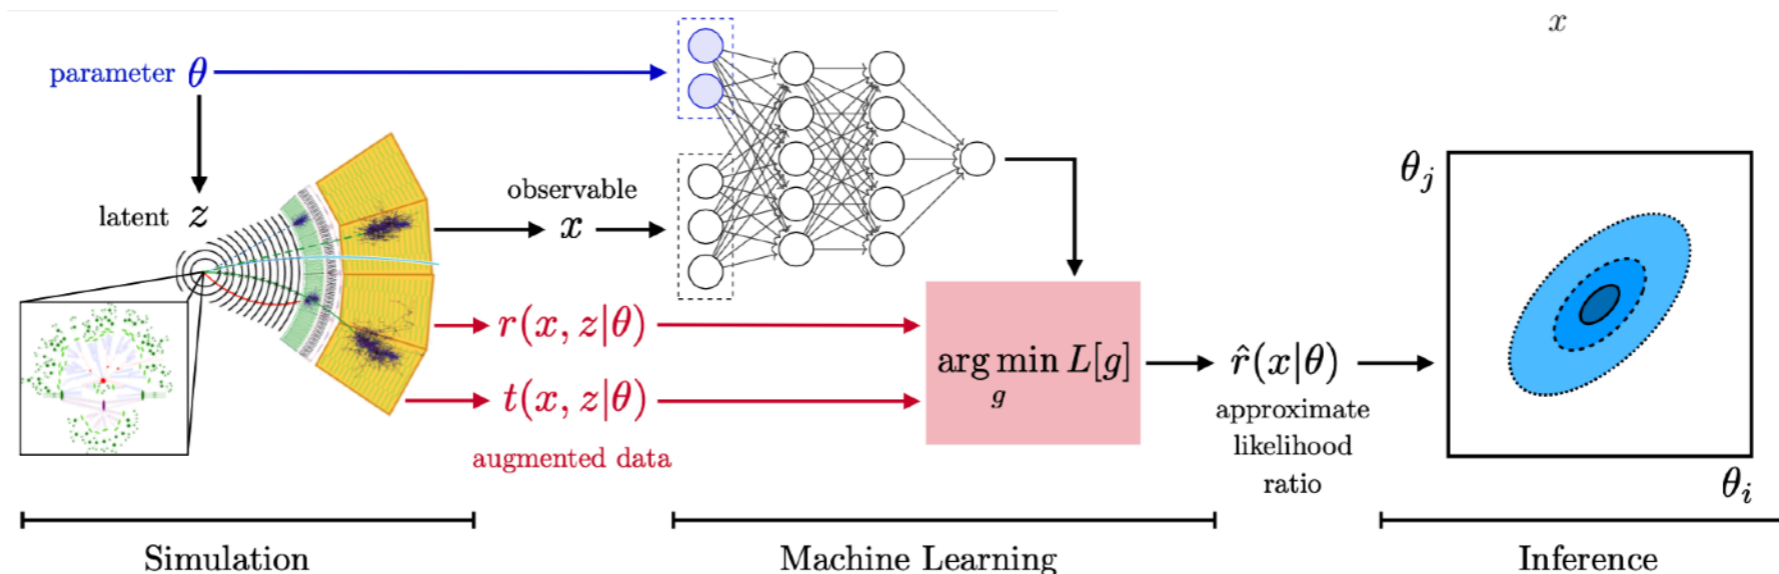 x
parameter θ
latent z
observable
x
r(x, z|θ)
t(x, z|θ)
augmented data
arg min L[g]
g
r̂(x|θ)
approximate
likelihood
ratio
θⱼ
θᵢ
Simulation
Machine Learning
Inference